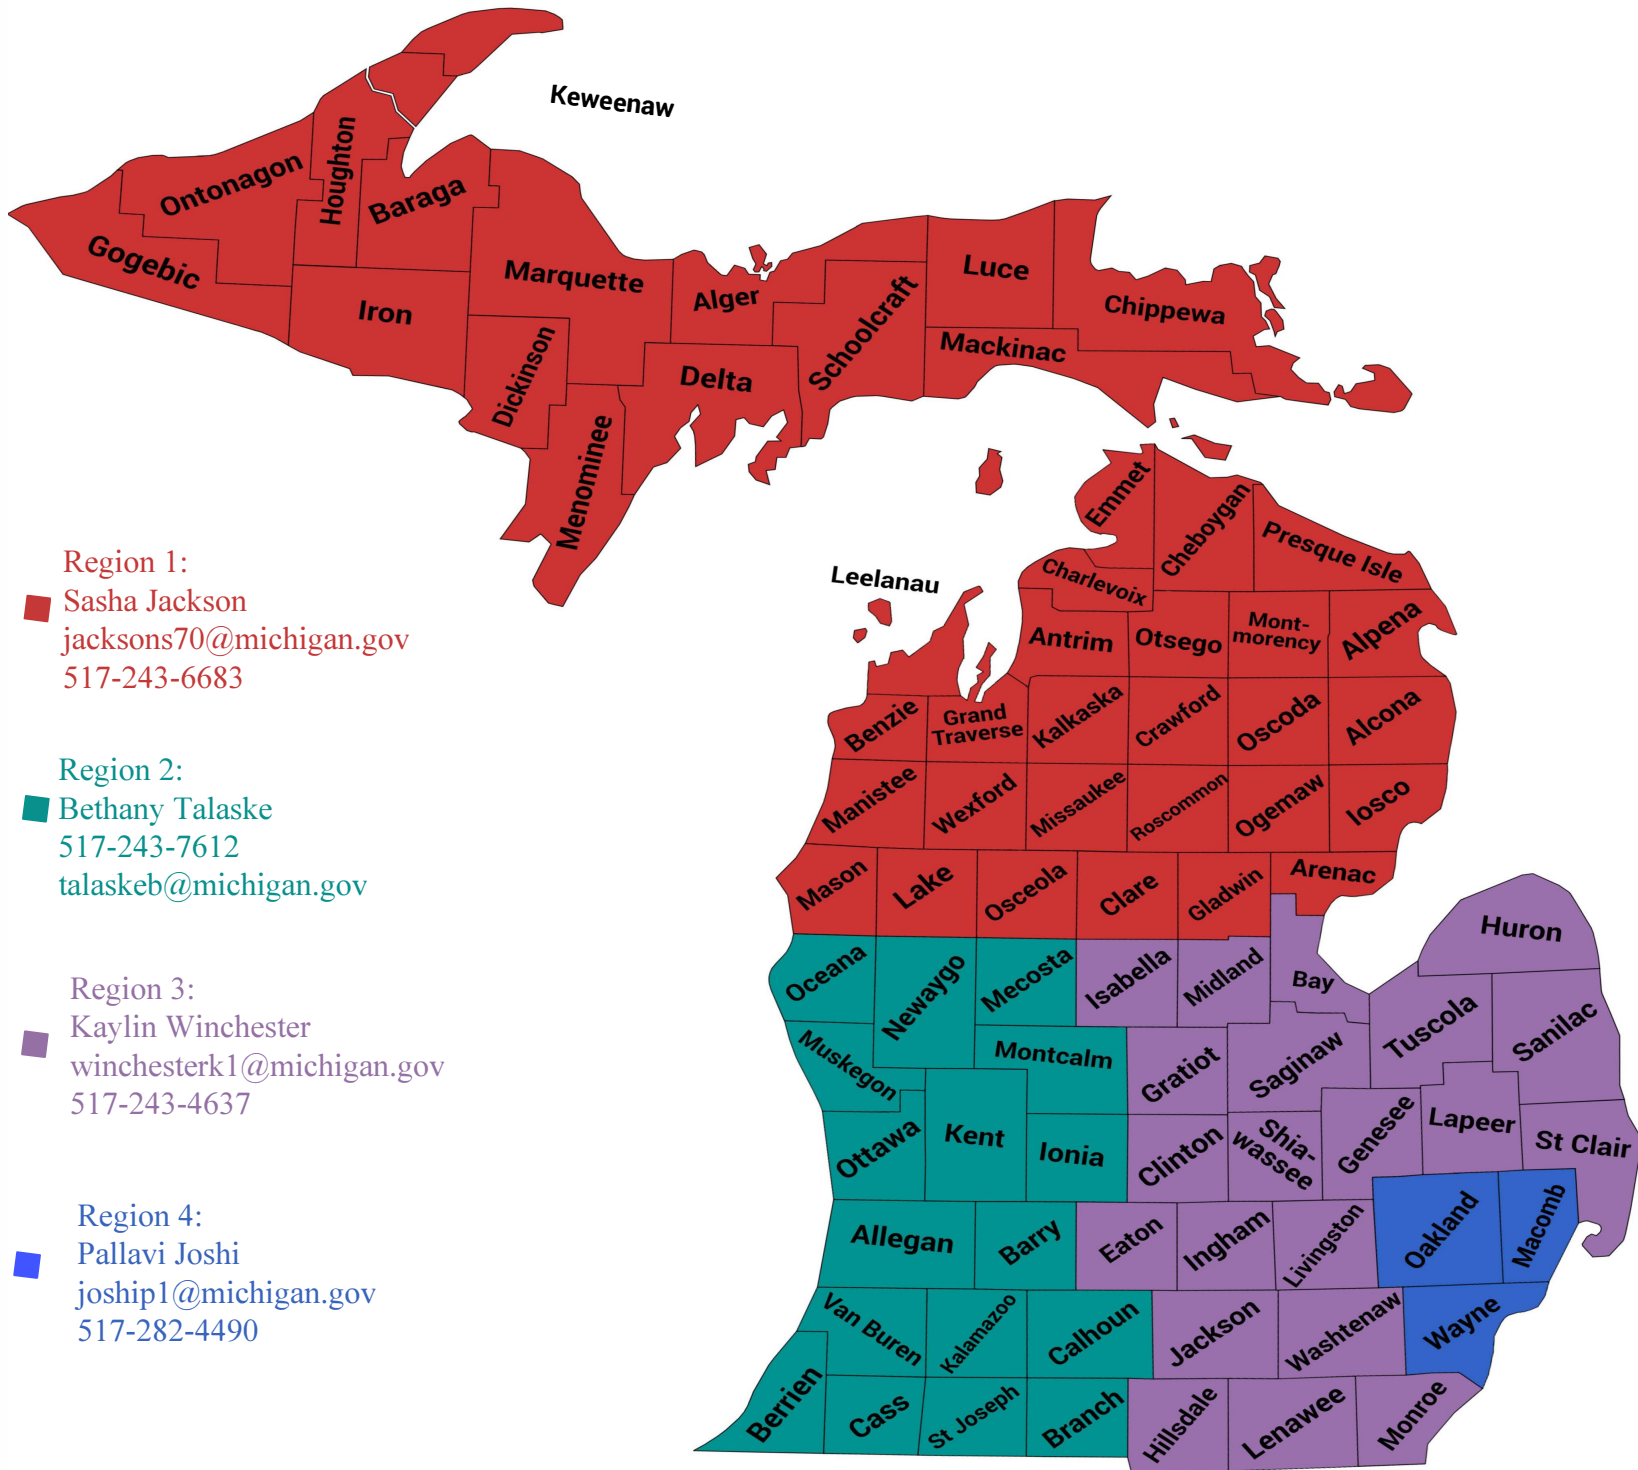 Keweenaw
Houghton
Ontonagon
Baraga
Gogebic
Marquette
Iron
Alger
Luce
Schoolcraft
Chippewa
Mackinac
Dickinson
Delta
Menominee
Emmet
Cheboygan
Presque Isle
Charlevoix
Leelanau
Antrim
Otsego
Mont-
morency
Alpena
Benzie
Grand
Traverse
Kalkaska
Crawford
Oscoda
Alcona
Manistee
Wexford
Missaukee
Roscommon
Ogemaw
Iosco
Mason
Lake
Osceola
Clare
Gladwin
Arenac
Huron
Oceana
Newaygo
Mecosta
Isabella
Midland
Bay
Tuscola
Sanilac
Muskegon
Montcalm
Gratiot
Saginaw
Genesee
Lapeer
St Clair
Ottawa
Kent
Ionia
Clinton
Shia-
wassee
Allegan
Barry
Eaton
Ingham
Livingston
Oakland
Macomb
Van Buren
Kalamazoo
Calhoun
Jackson
Washtenaw
Wayne
Berrien
Cass
St Joseph
Branch
Hillsdale
Lenawee
Monroe
Region 1:
Sasha Jackson
jacksons70@michigan.gov
517-243-6683
Region 2:
Bethany Talaske
517-243-7612
talaskeb@michigan.gov
Region 3:
Kaylin Winchester
winchesterk1@michigan.gov
517-243-4637
Region 4:
Pallavi Joshi
joship1@michigan.gov
517-282-4490